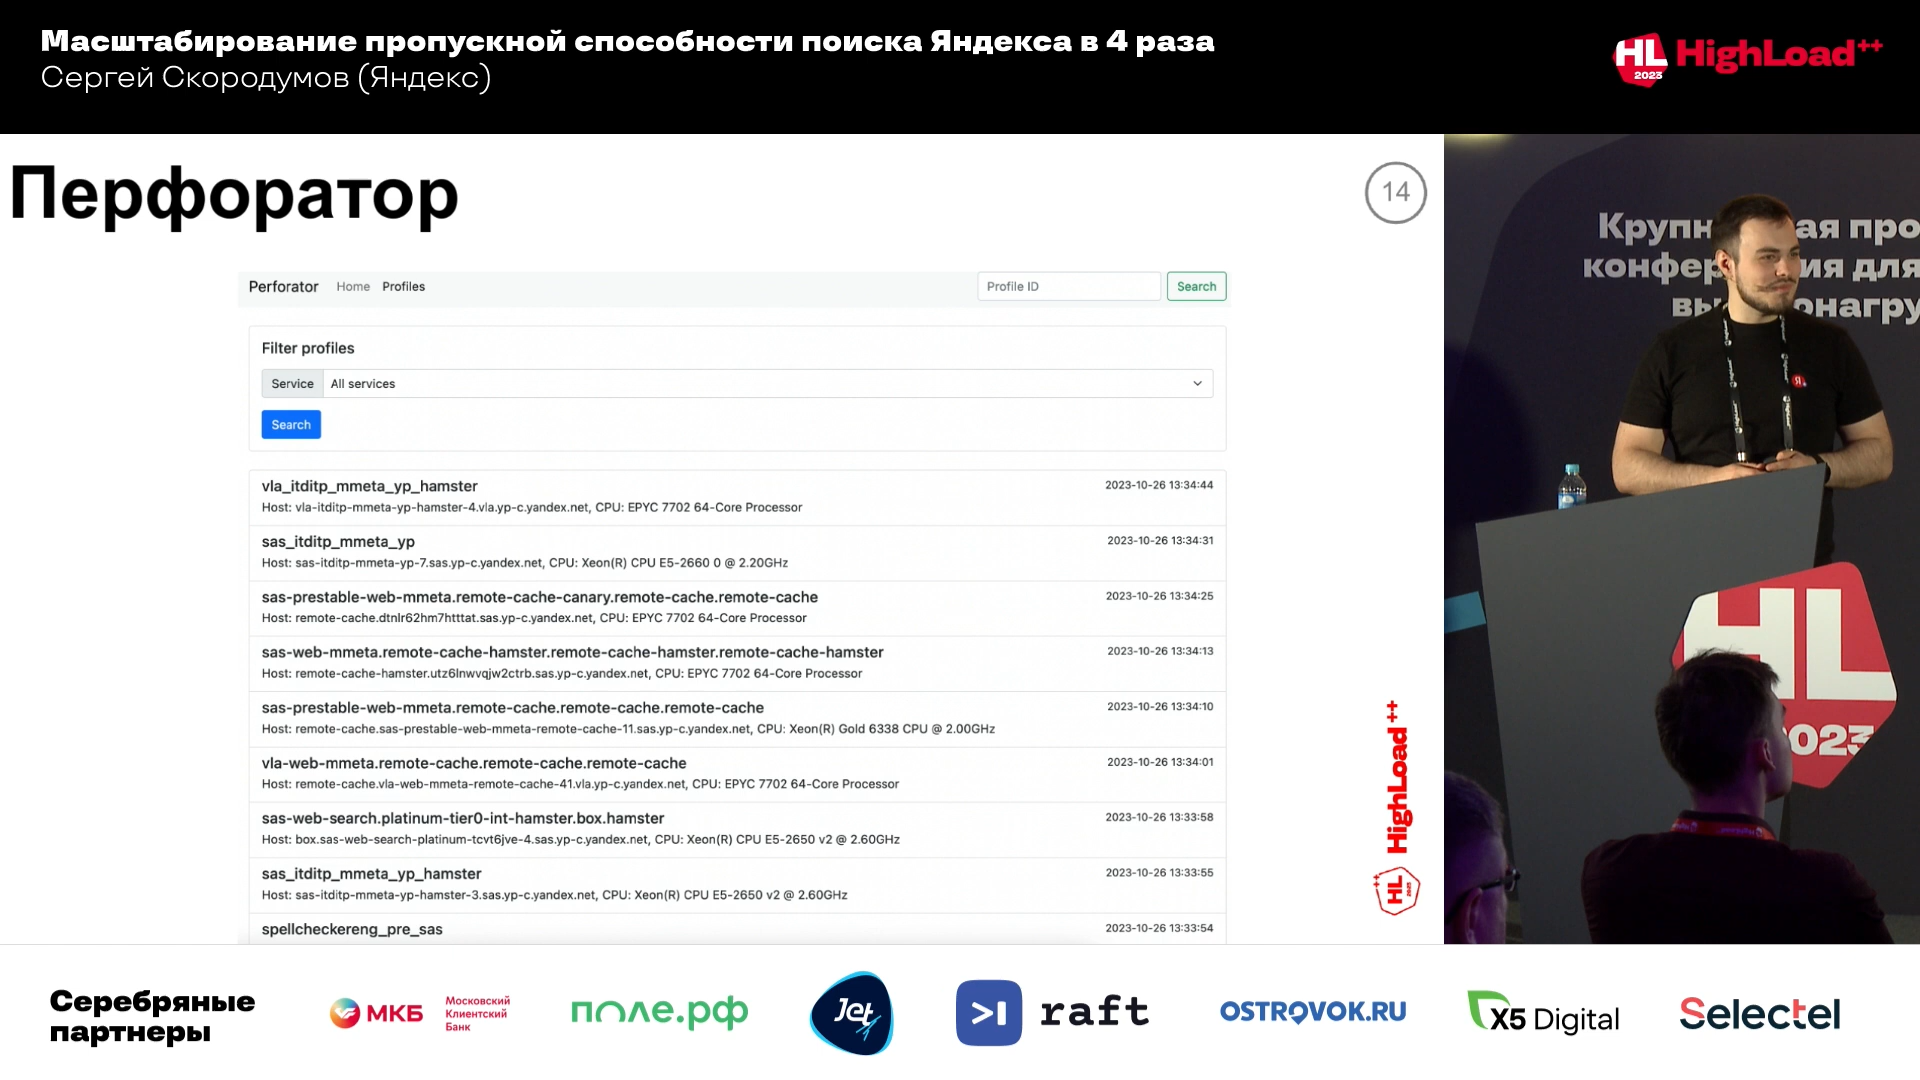 Масштабирование пропускной способности поиска Яндекса в 4 раза
Сергей Скородумов (Яндекс)
HL 2023 HighLoad++
Перфоратор
14
Perforator Home Profiles Profile ID Search
Filter profiles
Service All services
Search
vla_itditp_mmeta_yp_hamster 2023-10-26 13:34:44
Host: vla-itditp-mmeta-yp-hamster-4.vla.yp-c.yandex.net, CPU: EPYC 7702 64-Core Processor
sas_itditp_mmeta_yp 2023-10-26 13:34:31
Host: sas-itditp-mmeta-yp-7.sas.yp-c.yandex.net, CPU: Xeon(R) CPU E5-2660 0 @ 2.20GHz
sas-prestable-web-mmeta.remote-cache-canary.remote-cache.remote-cache 2023-10-26 13:34:25
Host: remote-cache.dtnlr62hm7htttat.sas.yp-c.yandex.net, CPU: EPYC 7702 64-Core Processor
sas-web-mmeta.remote-cache-hamster.remote-cache-hamster.remote-cache-hamster 2023-10-26 13:34:13
Host: remote-cache-hamster.utz6lnwvqjw2ctrb.sas.yp-c.yandex.net, CPU: EPYC 7702 64-Core Processor
sas-prestable-web-mmeta.remote-cache.remote-cache.remote-cache 2023-10-26 13:34:10
Host: remote-cache.sas-prestable-web-mmeta-remote-cache-11.sas.yp-c.yandex.net, CPU: Xeon(R) Gold 6338 CPU @ 2.00GHz
vla-web-mmeta.remote-cache.remote-cache.remote-cache 2023-10-26 13:34:01
Host: remote-cache.vla-web-mmeta-remote-cache-41.vla.yp-c.yandex.net, CPU: EPYC 7702 64-Core Processor
sas-web-search.platinum-tier0-int-hamster.box.hamster 2023-10-26 13:33:58
Host: box.sas-web-search-platinum-tcvt6jve-4.sas.yp-c.yandex.net, CPU: Xeon(R) CPU E5-2650 v2 @ 2.60GHz
sas_itditp_mmeta_yp_hamster 2023-10-26 13:33:55
Host: sas-itditp-mmeta-yp-hamster-3.sas.yp-c.yandex.net, CPU: Xeon(R) CPU E5-2650 v2 @ 2.60GHz
spellcheckereng_pre_sas 2023-10-26 13:33:54
HighLoad++
HL 2023
Крупн ая про
конфер ия для
вы онагру
HL
2023
Серебряные
партнеры
МКБ
Московский
Клиентский
Банк
поле.рф
Jet
raft
OSTROVOK.RU
X5 Digital
Selectel